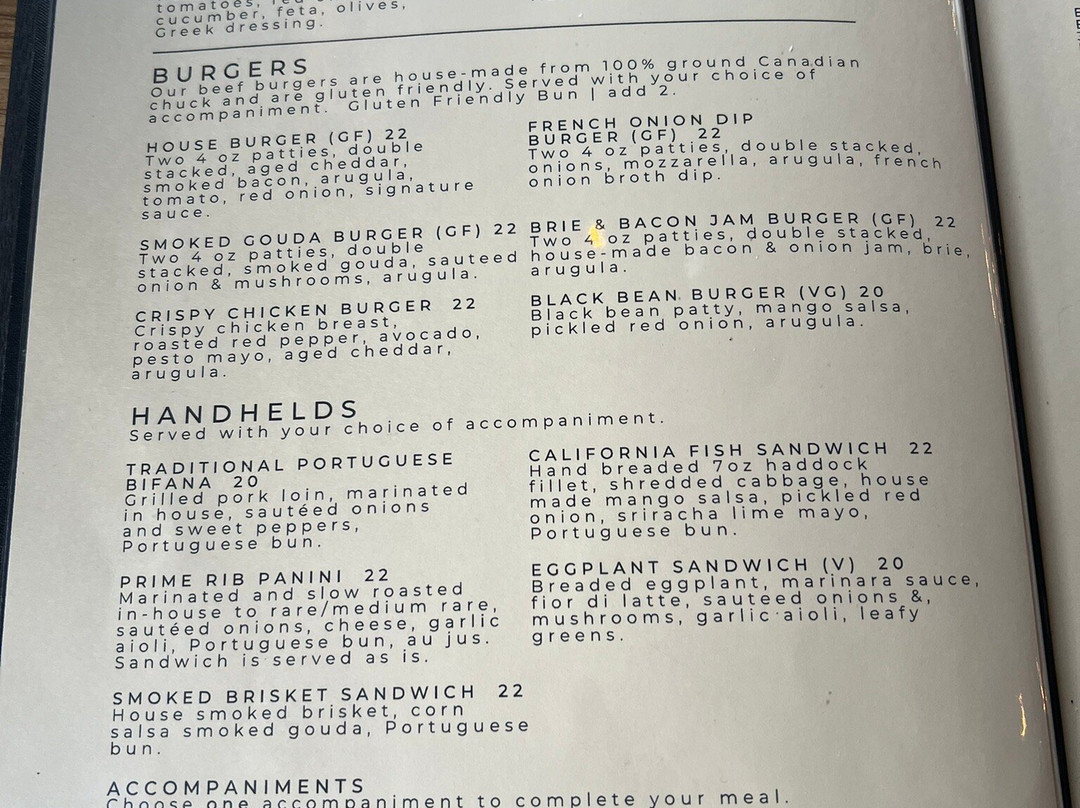 tomatoes,
cucumber, feta, olives,
Greek dressing.
BURGERS
Our beef burgers are house-made from 100% ground Canadian
chuck and are gluten friendly. Served with your choice of
accompaniment. Gluten Friendly Bun | add 2.
HOUSE BURGER (GF) 22
Two 4 oz patties, double
stacked, aged cheddar,
smoked bacon, arugula,
tomato, red onion, signature
sauce.
SMOKED GOUDA BURGER (GF) 22
Two 4 oz patties, double
stacked, smoked gouda, sauteed
onion & mushrooms, arugula.
CRISPY CHICKEN BURGER 22
Crispy chicken breast,
roasted red pepper, avocado,
pesto mayo, aged cheddar,
arugula.
FRENCH ONION DIP
BURGER (GF) 22
Two 4 oz patties, double stacked,
onions, mozzarella, arugula, french
onion broth dip.
BRIE & BACON JAM BURGER (GF) 22
Two 4 oz patties, double stacked,
house-made bacon & onion jam, brie,
arugula.
BLACK BEAN BURGER (VG) 20
Black bean patty, mango salsa,
pickled red onion, arugula.
HANDHELDS
Served with your choice of accompaniment.
TRADITIONAL PORTUGUESE
BIFANA 20
Grilled pork loin, marinated
in house, sautéed onions
and sweet peppers,
Portuguese bun.
PRIME RIB PANINI 22
Marinated and slow roasted
in-house to rare/medium rare,
sautéed onions, cheese, garlic
aioli, Portuguese bun, au jus.
Sandwich is served as is.
SMOKED BRISKET SANDWICH 22
House smoked brisket, corn
salsa smoked gouda, Portuguese
bun.
CALIFORNIA FISH SANDWICH 22
Hand breaded 7oz haddock
fillet, shredded cabbage, house
made mango salsa, pickled red
onion, sriracha lime mayo,
Portuguese bun.
EGGPLANT SANDWICH (V) 20
Breaded eggplant, marinara sauce,
fior di latte, sauteed onions &,
mushrooms, garlic aioli, leafy
greens.
ACCOMPANIMENTS
Choose one accompaniment to complete your meal.